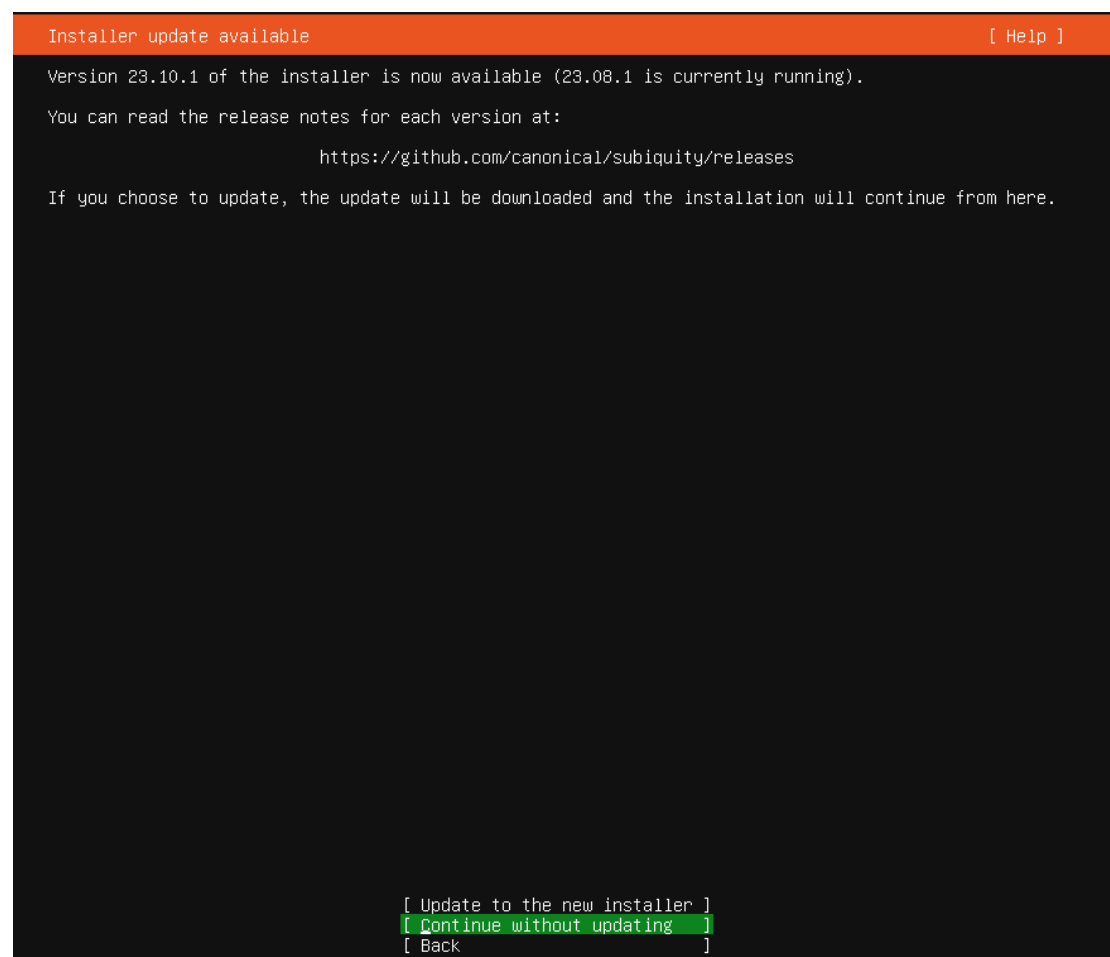 Installer update available [ Help ]
Version 23.10.1 of the installer is now available (23.08.1 is currently running).
You can read the release notes for each version at:
https://github.com/canonical/subiquity/releases
If you choose to update, the update will be downloaded and the installation will continue from here.
[ Update to the new installer ]
[ Continue without updating ]
[ Back ]